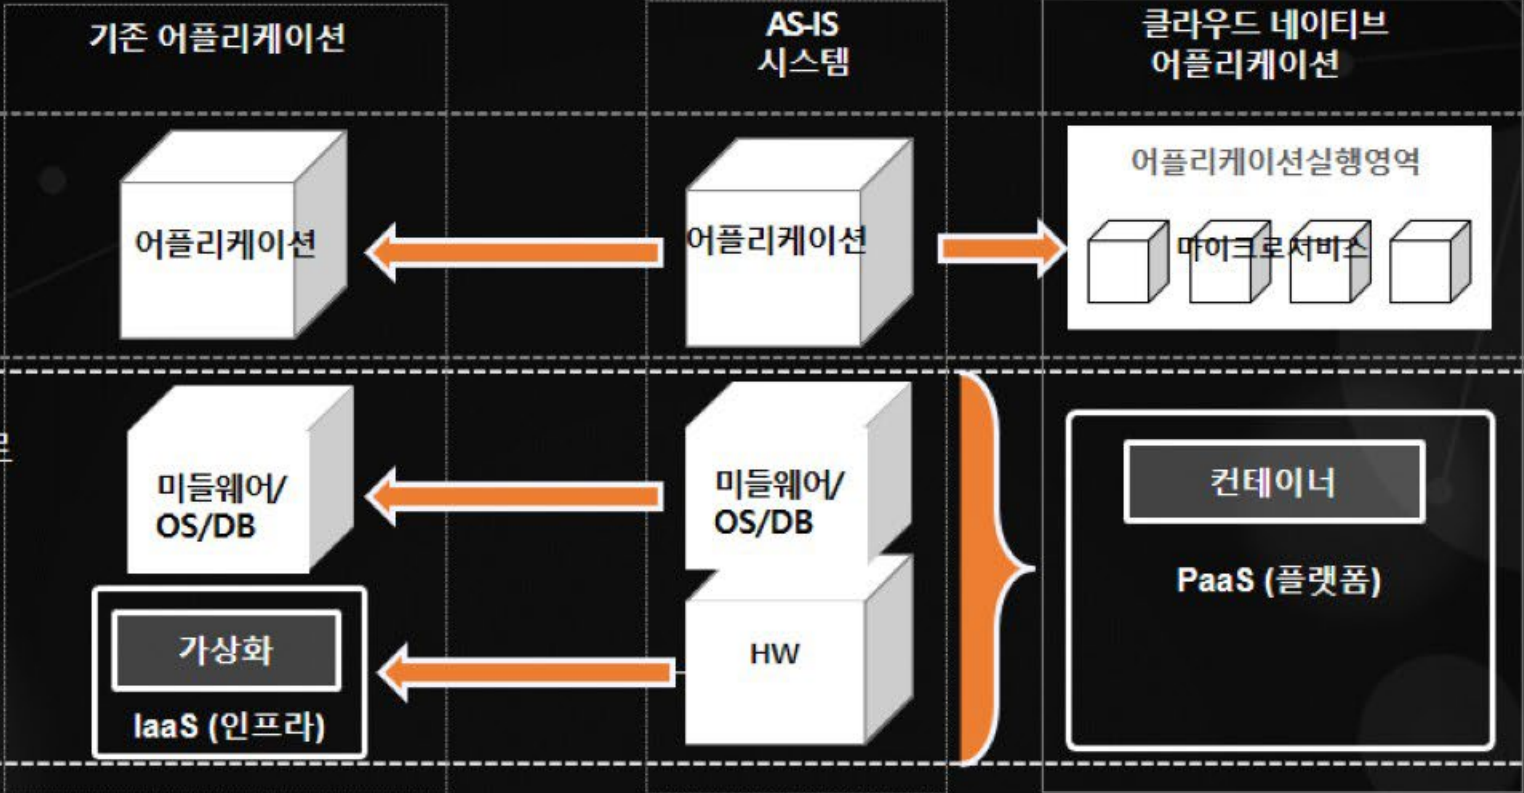 기존 어플리케이션
AS-IS
시스템
클라우드 네이티브
어플리케이션
어플리케이션
어플리케이션
어플리케이션실행영역
마이크로서비스
미들웨어/
OS/DB
미들웨어/
OS/DB
컨테이너
PaaS (플랫폼)
가상화
IaaS (인프라)
HW